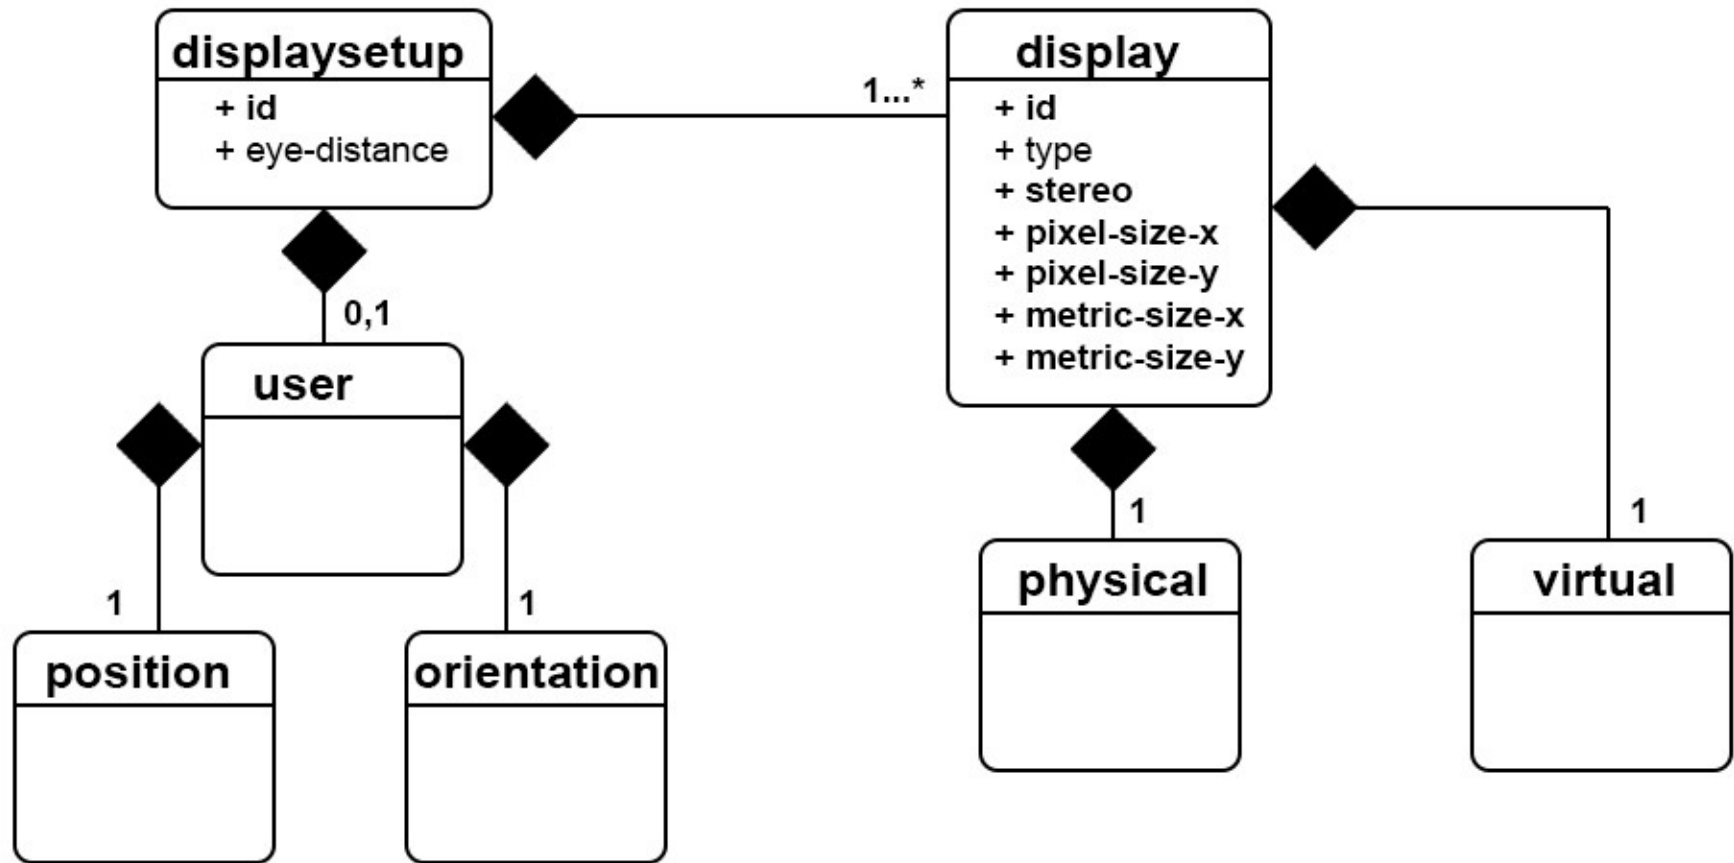 displaysetup
+ id
+ eye-distance
1...*
display
+ id
+ type
+ stereo
+ pixel-size-x
+ pixel-size-y
+ metric-size-x
+ metric-size-y
0,1
user
1
position
1
orientation
1
physical
1
virtual